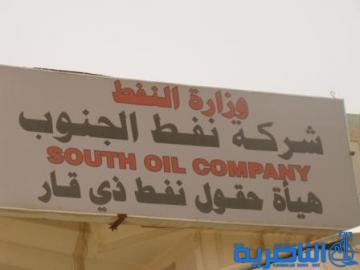 وزارة النفط
شركة نفط الجنوب
SOUTH OIL COMPANY
هيأة حقول نفط ذي قار
الناصرية